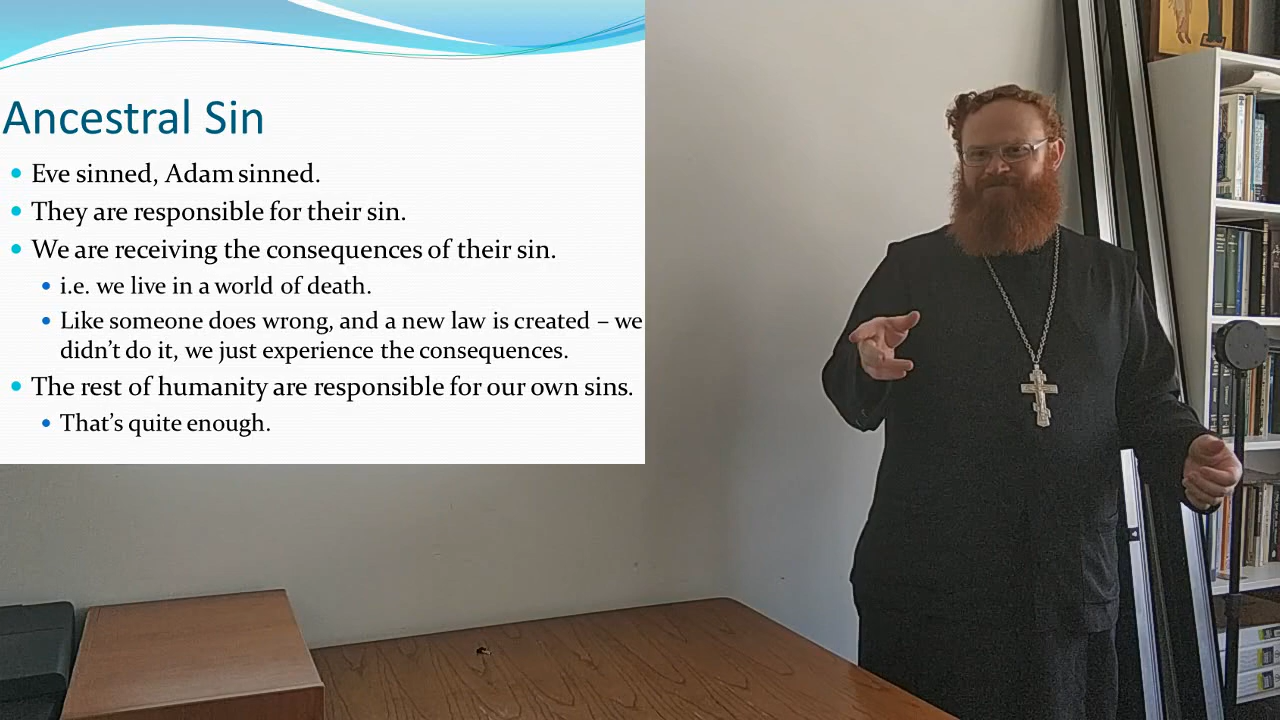 Ancestral Sin
Eve sinned, Adam sinned.
They are responsible for their sin.
We are receiving the consequences of their sin.
i.e. we live in a world of death.
Like someone does wrong, and a new law is created – we
didn't do it, we just experience the consequences.
The rest of humanity are responsible for our own sins.
That's quite enough.